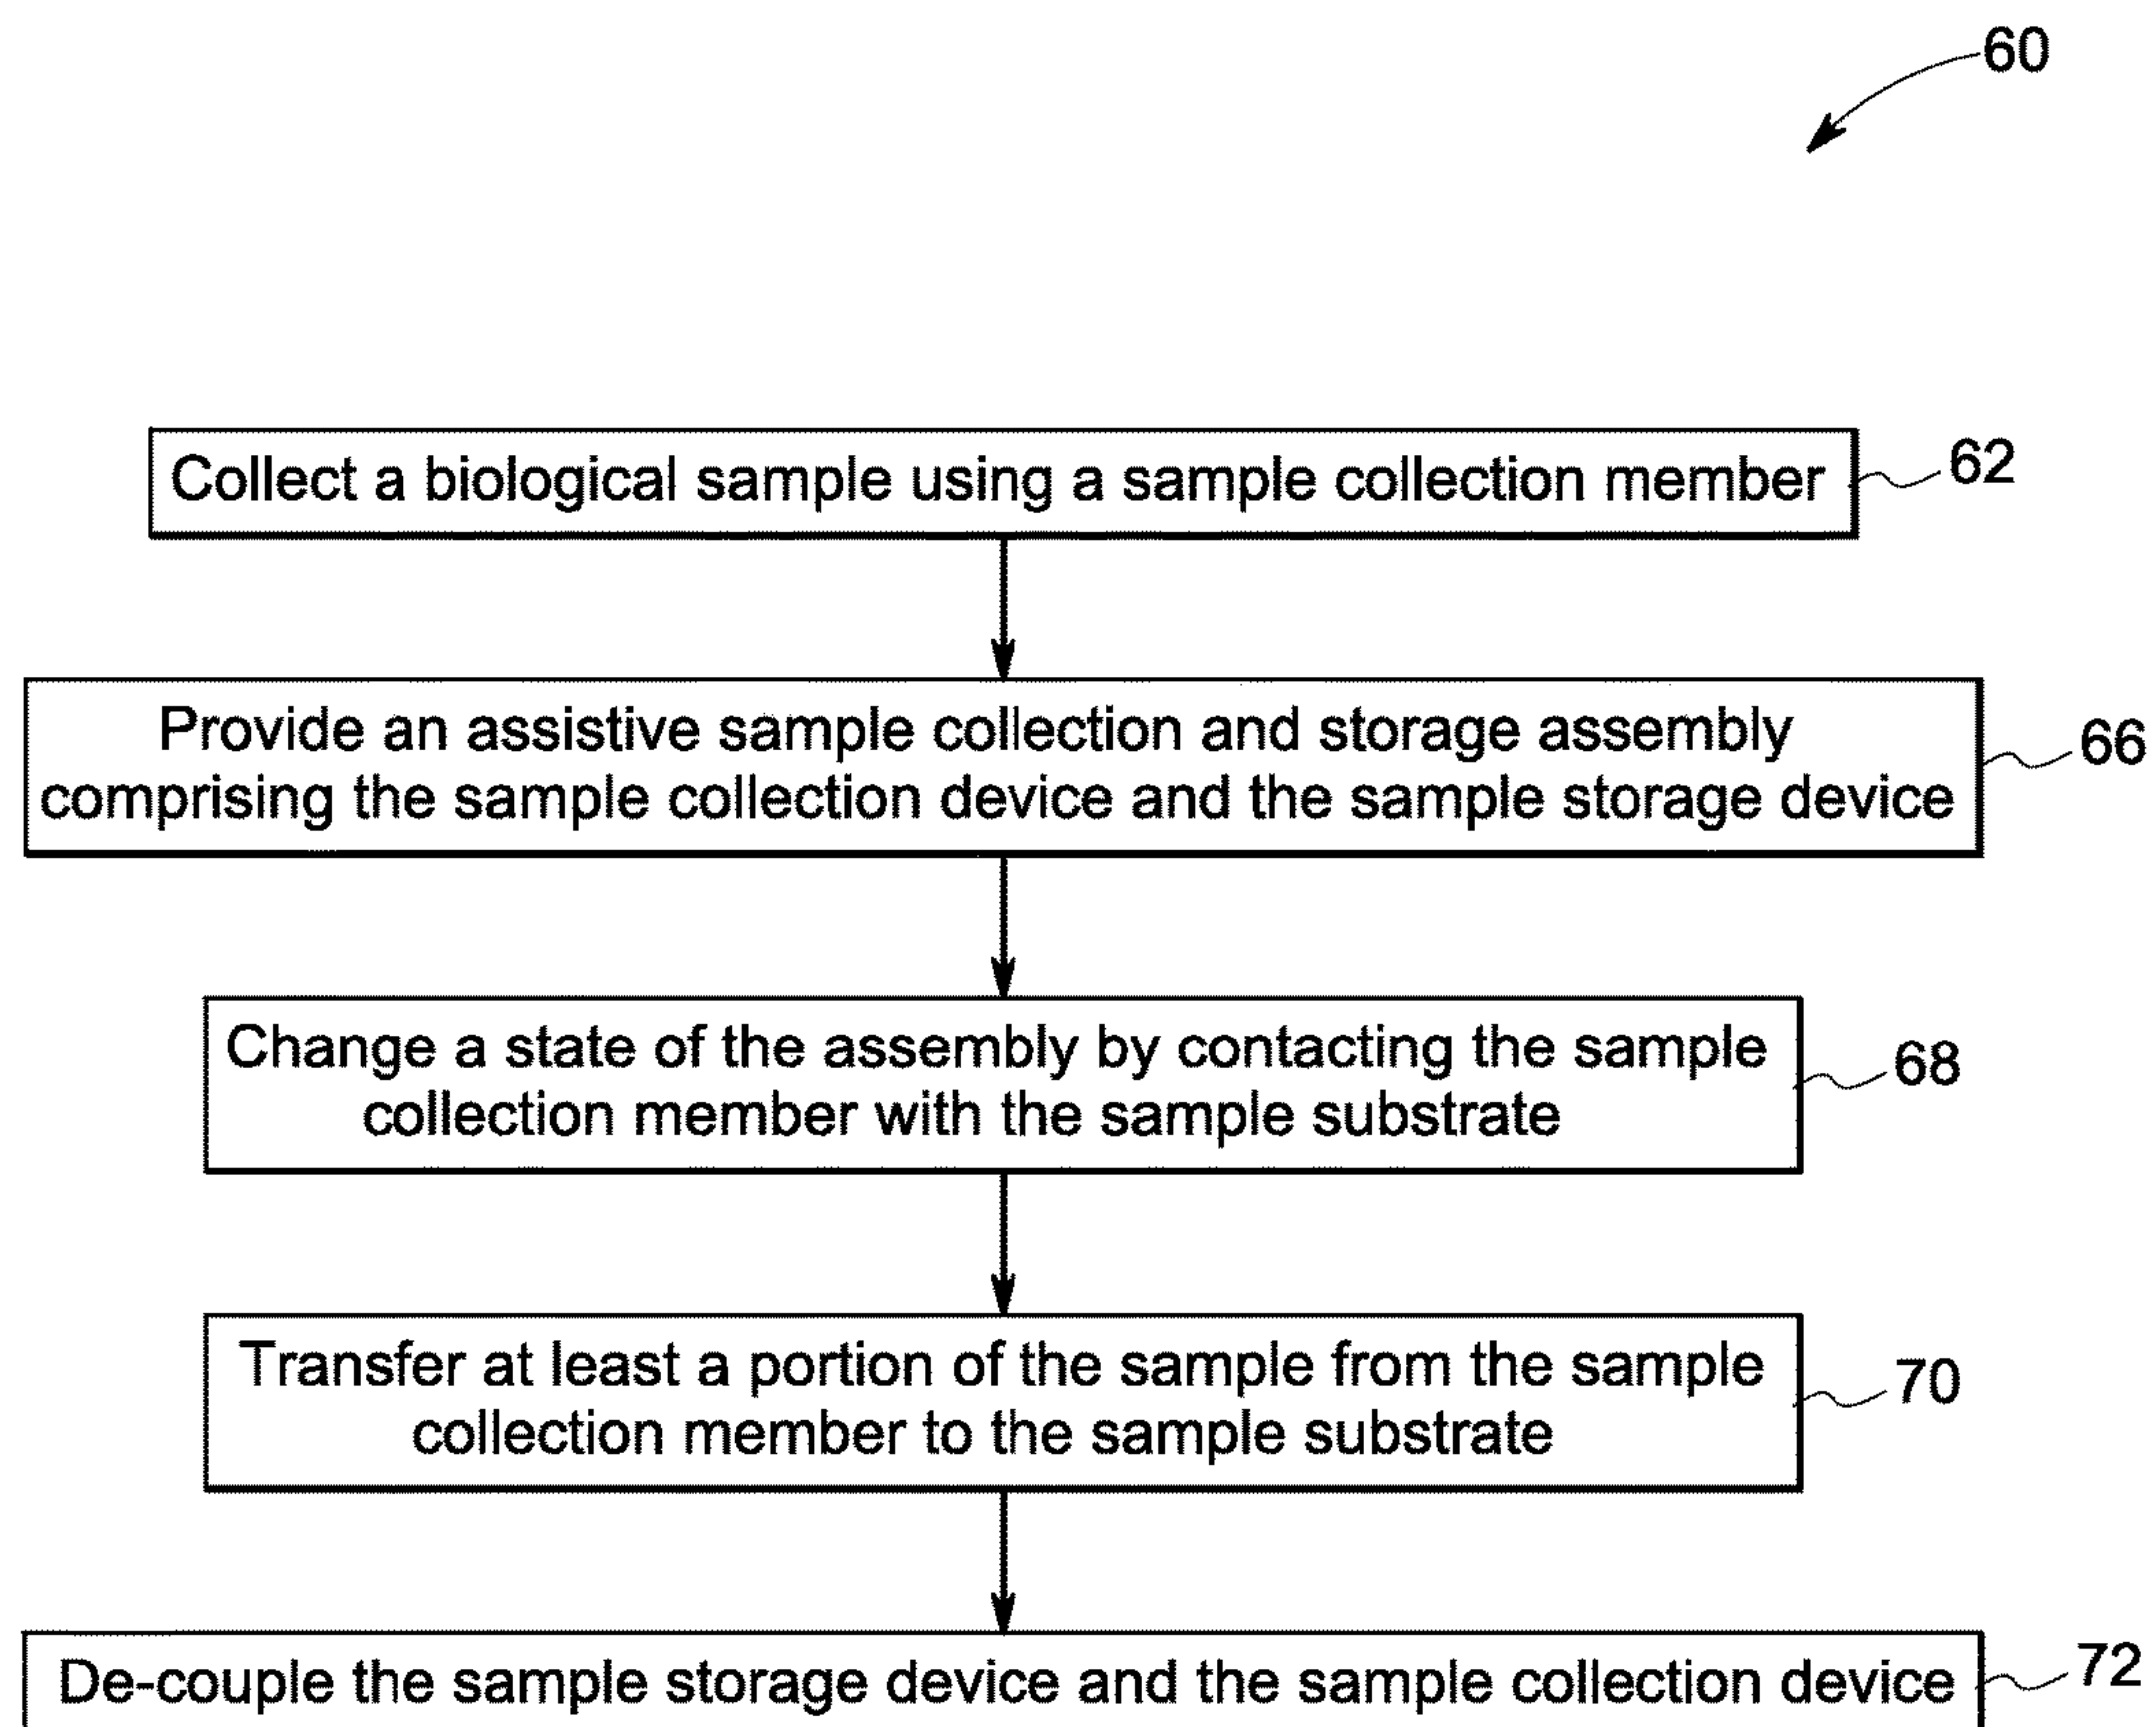 60
Collect a biological sample using a sample collection member
62
Provide an assistive sample collection and storage assembly
comprising the sample collection device and the sample storage device
66
Change a state of the assembly by contacting the sample
collection member with the sample substrate
68
Transfer at least a portion of the sample from the sample
collection member to the sample substrate
70
De-couple the sample storage device and the sample collection device
72